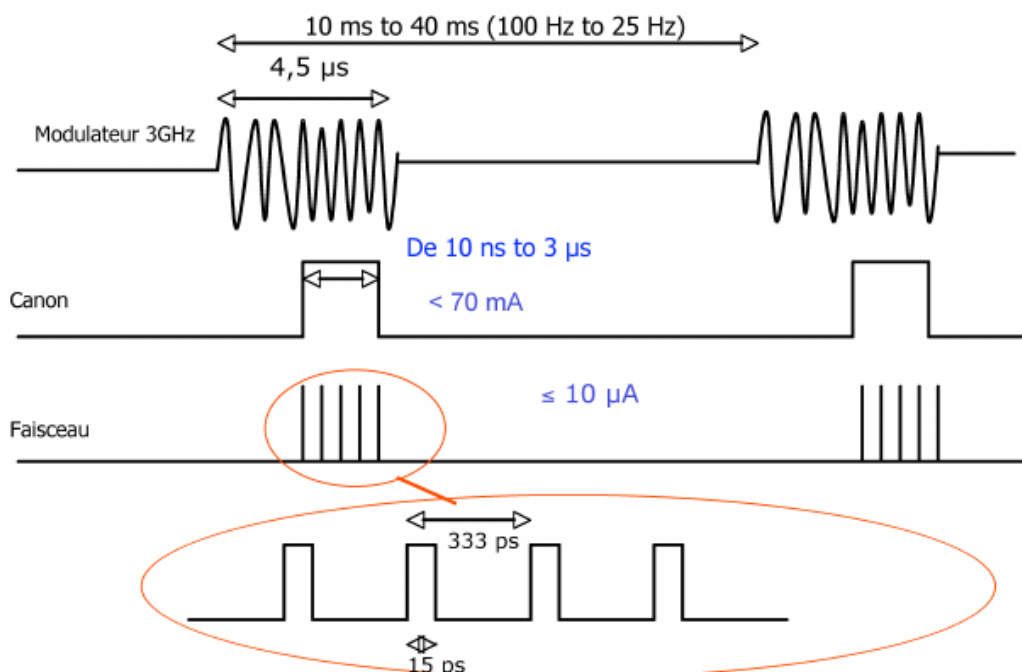 10 ms to 40 ms (100 Hz to 25 Hz)
4,5 µs
Modulateur 3GHz
De 10 ns to 3 µs
Canon
< 70 mA
≤ 10 µA
Faisceau
333 ps
15 ps